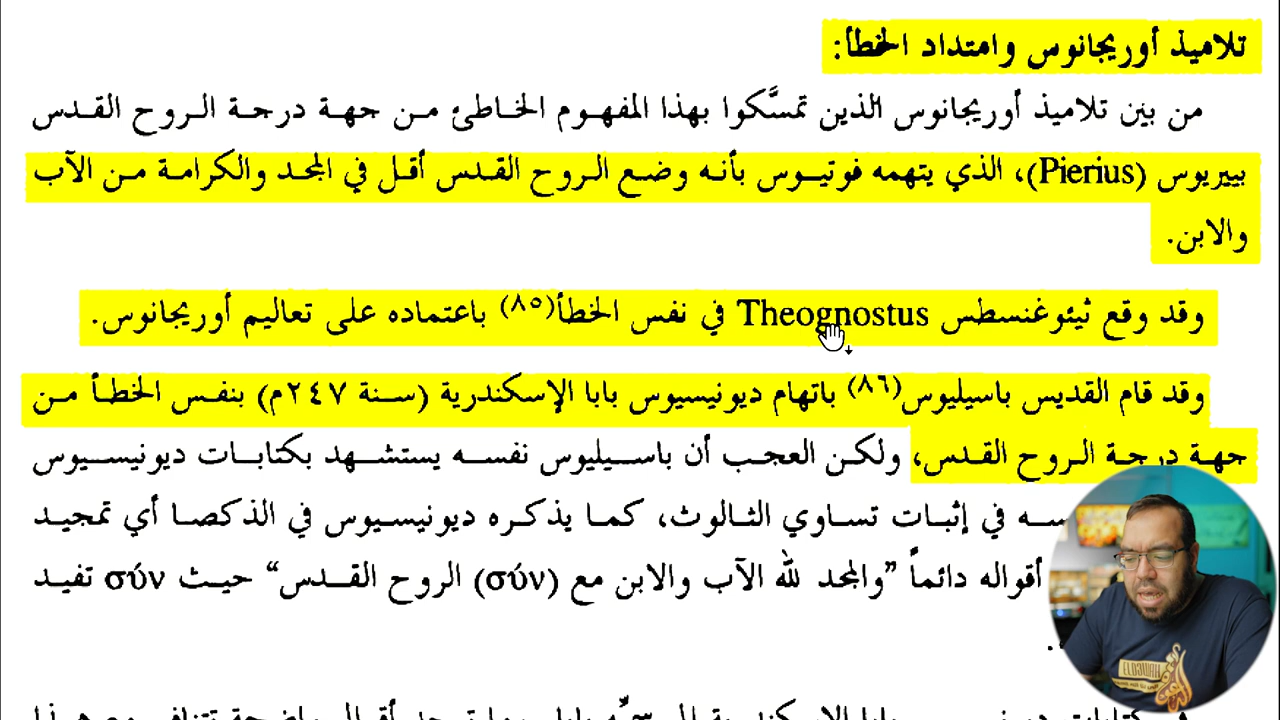 تلاميذ أوريجانوس وامتداد الخطأ:
من بين تلاميذ أوريجانوس الذين تمسَّكوا بهذا المفهوم الخاطئ من جهة درجة الروح القدس
بييريوس (Pierius)، الذي يتهمه فوتيوس بأنه وضع الروح القدس أقل في المجد والكرامة من الآب
والابن.
وقد وقع ثيئوغنسطس Theognostus في نفس الخطأ(٨٥) باعتماده على تعاليم أوريجانوس.
وقد قام القديس باسيليوس(٨٦) باتهام ديونيسيوس بابا الإسكندرية (سنة ٢٤٧م) بنفس الخطأ من
جهة درجة الروح القدس، ولكن العجب أن باسيليوس نفسه يستشهد بكتابات ديونيسيوس
في إثبات تساوي الثالوث، كما يذكره ديونيسيوس في الذكصا أي تمجيد
أقواله دائماً ”والمجد لله الآب والابن مع (σύν) الروح القدس“ حيث σύν تفيد
ELDA3WAH